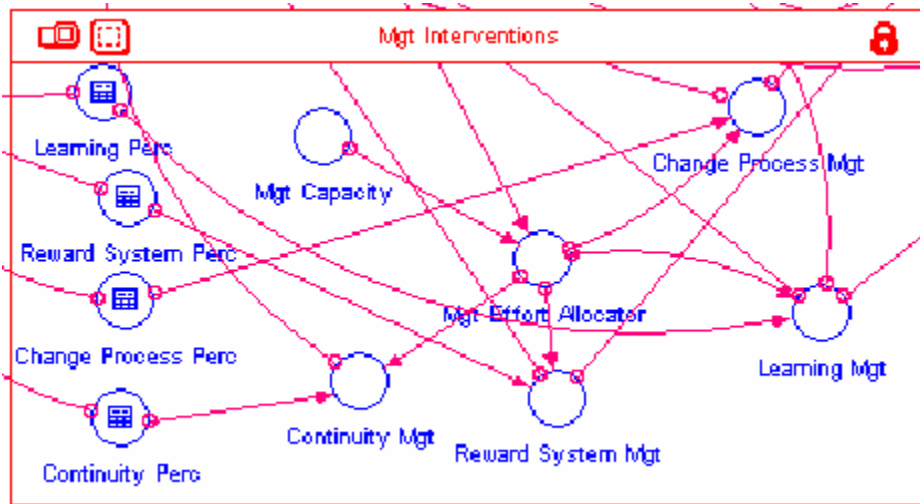 Mgt Interventions
Learning Perc
Mgt Capacity
Change Process Mgt
Reward System Perc
Mgt Effort Allocator
Change Process Perc
Learning Mgt
Continuity Mgt
Reward System Mgt
Continuity Perc